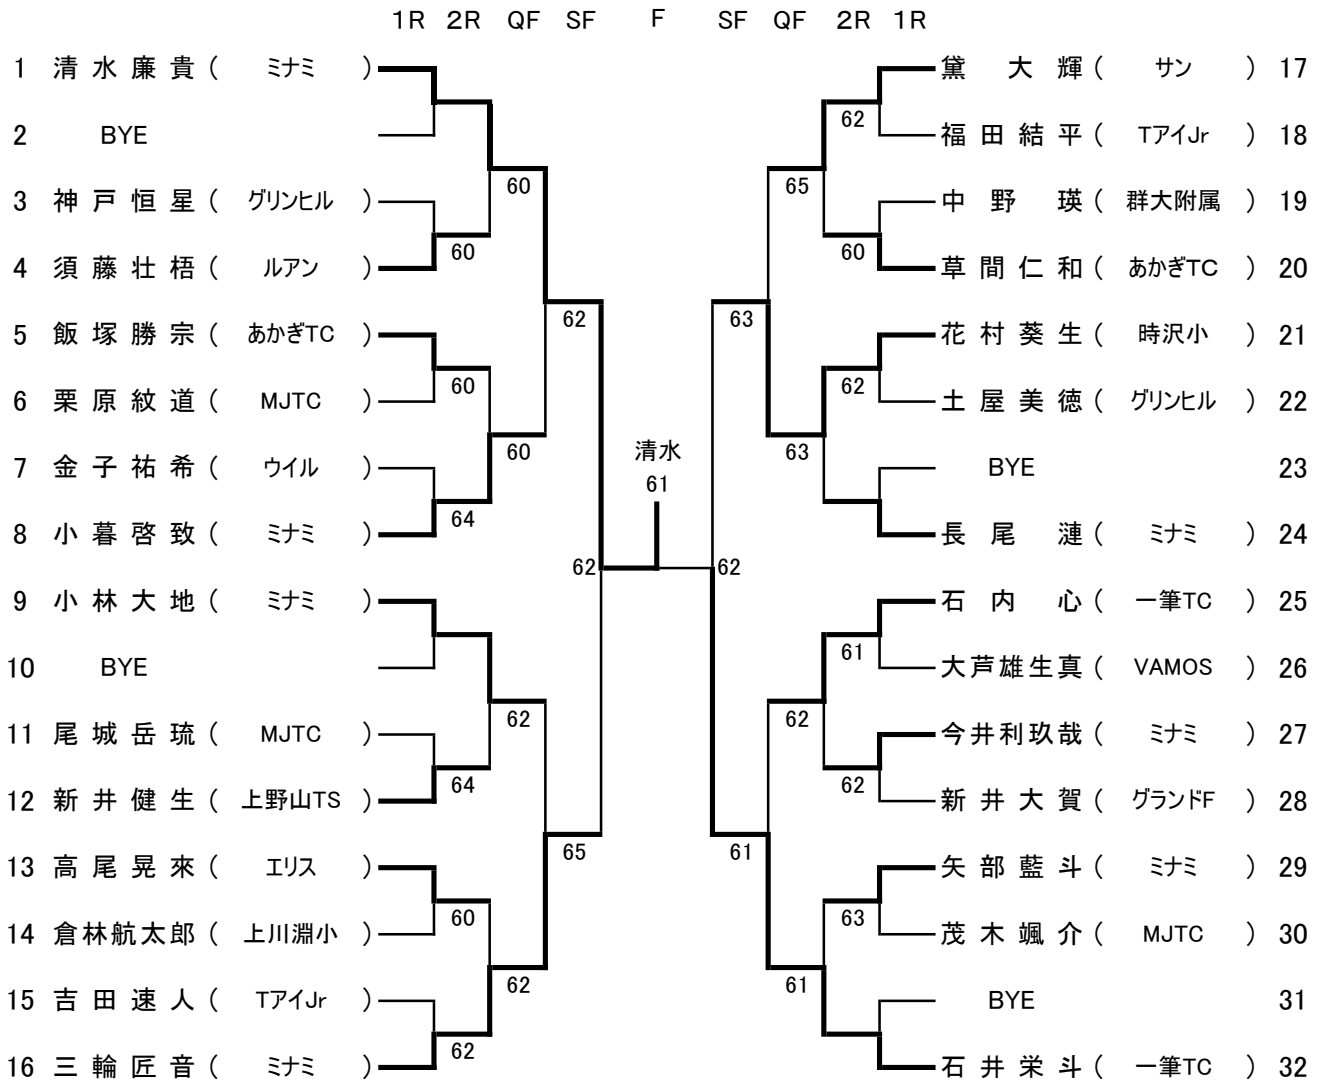 1R 2R QF SF F SF QF 2R 1R
1 清水廉貴 ( ミナミ ) 黛 大輝 ( サン ) 17
62
2 BYE 福田結平 ( TアイJr ) 18
60 65
3 神戸恒星 ( グリンヒル ) 中野 瑛 ( 群大附属 ) 19
60 60
4 須藤壮梧 ( ルアン ) 草間仁和 ( あかぎTC ) 20
62 63
5 飯塚勝宗 ( あかぎTC ) 花村葵生 ( 時沢小 ) 21
60 62
6 栗原紋道 ( MJTC ) 土屋美徳 ( グリンヒル ) 22
60 清水 63
7 金子祐希 ( ウイル ) BYE 23
61
64
8 小暮啓致 ( ミナミ ) 長尾漣 ( ミナミ ) 24
62 62
9 小林大地 ( ミナミ ) 石内 心 ( 一筆TC ) 25
61
10 BYE 大芦雄生真 ( VAMOS ) 26
62 62
11 尾城岳琉 ( MJTC ) 今井利玖哉 ( ミナミ ) 27
64 62
12 新井健生 ( 上野山TS ) 新井大賀 ( グランドF ) 28
65 61
13 高尾晃來 ( エリス ) 矢部藍斗 ( ミナミ ) 29
60 63
14 倉林航太郎 ( 上川淵小 ) 茂木颯介 ( MJTC ) 30
62 61
15 吉田速人 ( TアイJr ) BYE 31
62
16 三輪匠音 ( ミナミ ) 石井栄斗 ( 一筆TC ) 32